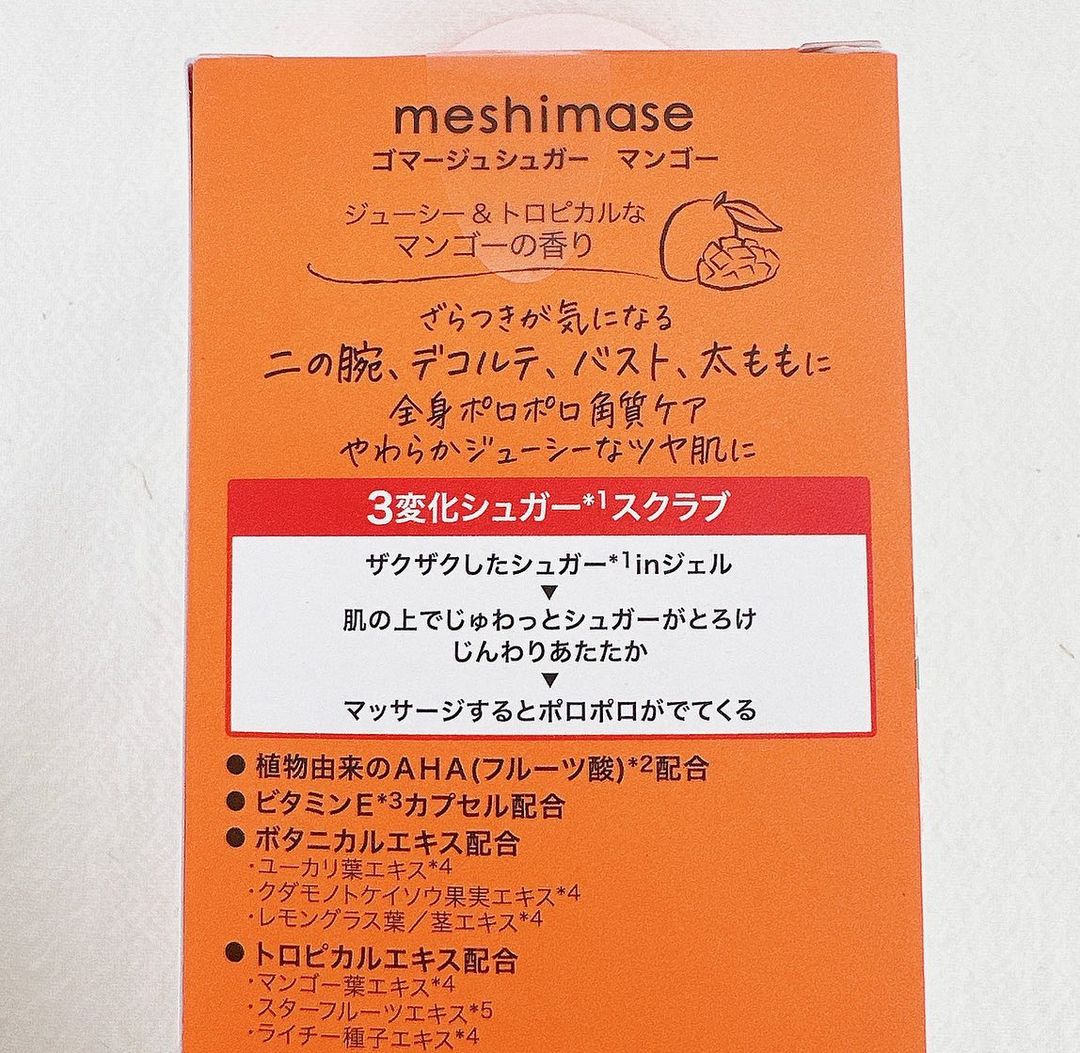 meshimase
ゴマージュシュガー　マンゴー
ジューシー&トロピカルな
マンゴーの香り
ざらつきが気になる
二の腕、デコルテ、バスト、太ももに
全身ポロポロ角質ケア
やわらかジューシーなツヤ肌に
3変化シュガー*1スクラブ
ザクザクしたシュガー*1inジェル
▼
肌の上でじゅわっとシュガーがとろけ
じんわりあたたか
▼
マッサージするとポロポロがでてくる
●植物由来のAHA(フルーツ酸)*2配合
●ビタミンE*3カプセル配合
●ボタニカルエキス配合
・ユーカリ葉エキス*4
・クダモノトケイソウ果実エキス*4
・レモングラス葉／茎エキス*4
●トロピカルエキス配合
・マンゴー葉エキス*4
・スターフルーツエキス*5
・ライチー種子エキス*4